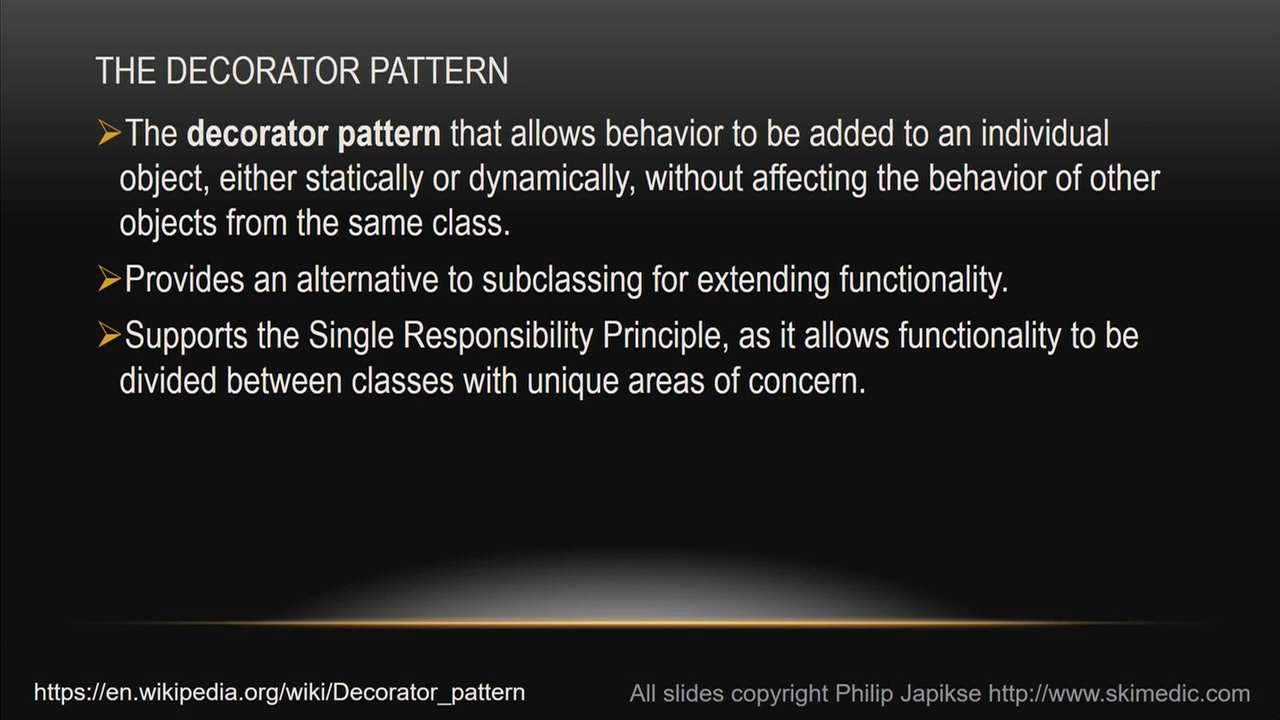 THE DECORATOR PATTERN
The decorator pattern that allows behavior to be added to an individual
object, either statically or dynamically, without affecting the behavior of other
objects from the same class.
Provides an alternative to subclassing for extending functionality.
Supports the Single Responsibility Principle, as it allows functionality to be
divided between classes with unique areas of concern.
https://en.wikipedia.org/wiki/Decorator_pattern
All slides copyright Philip Japikse http://www.skimedic.com